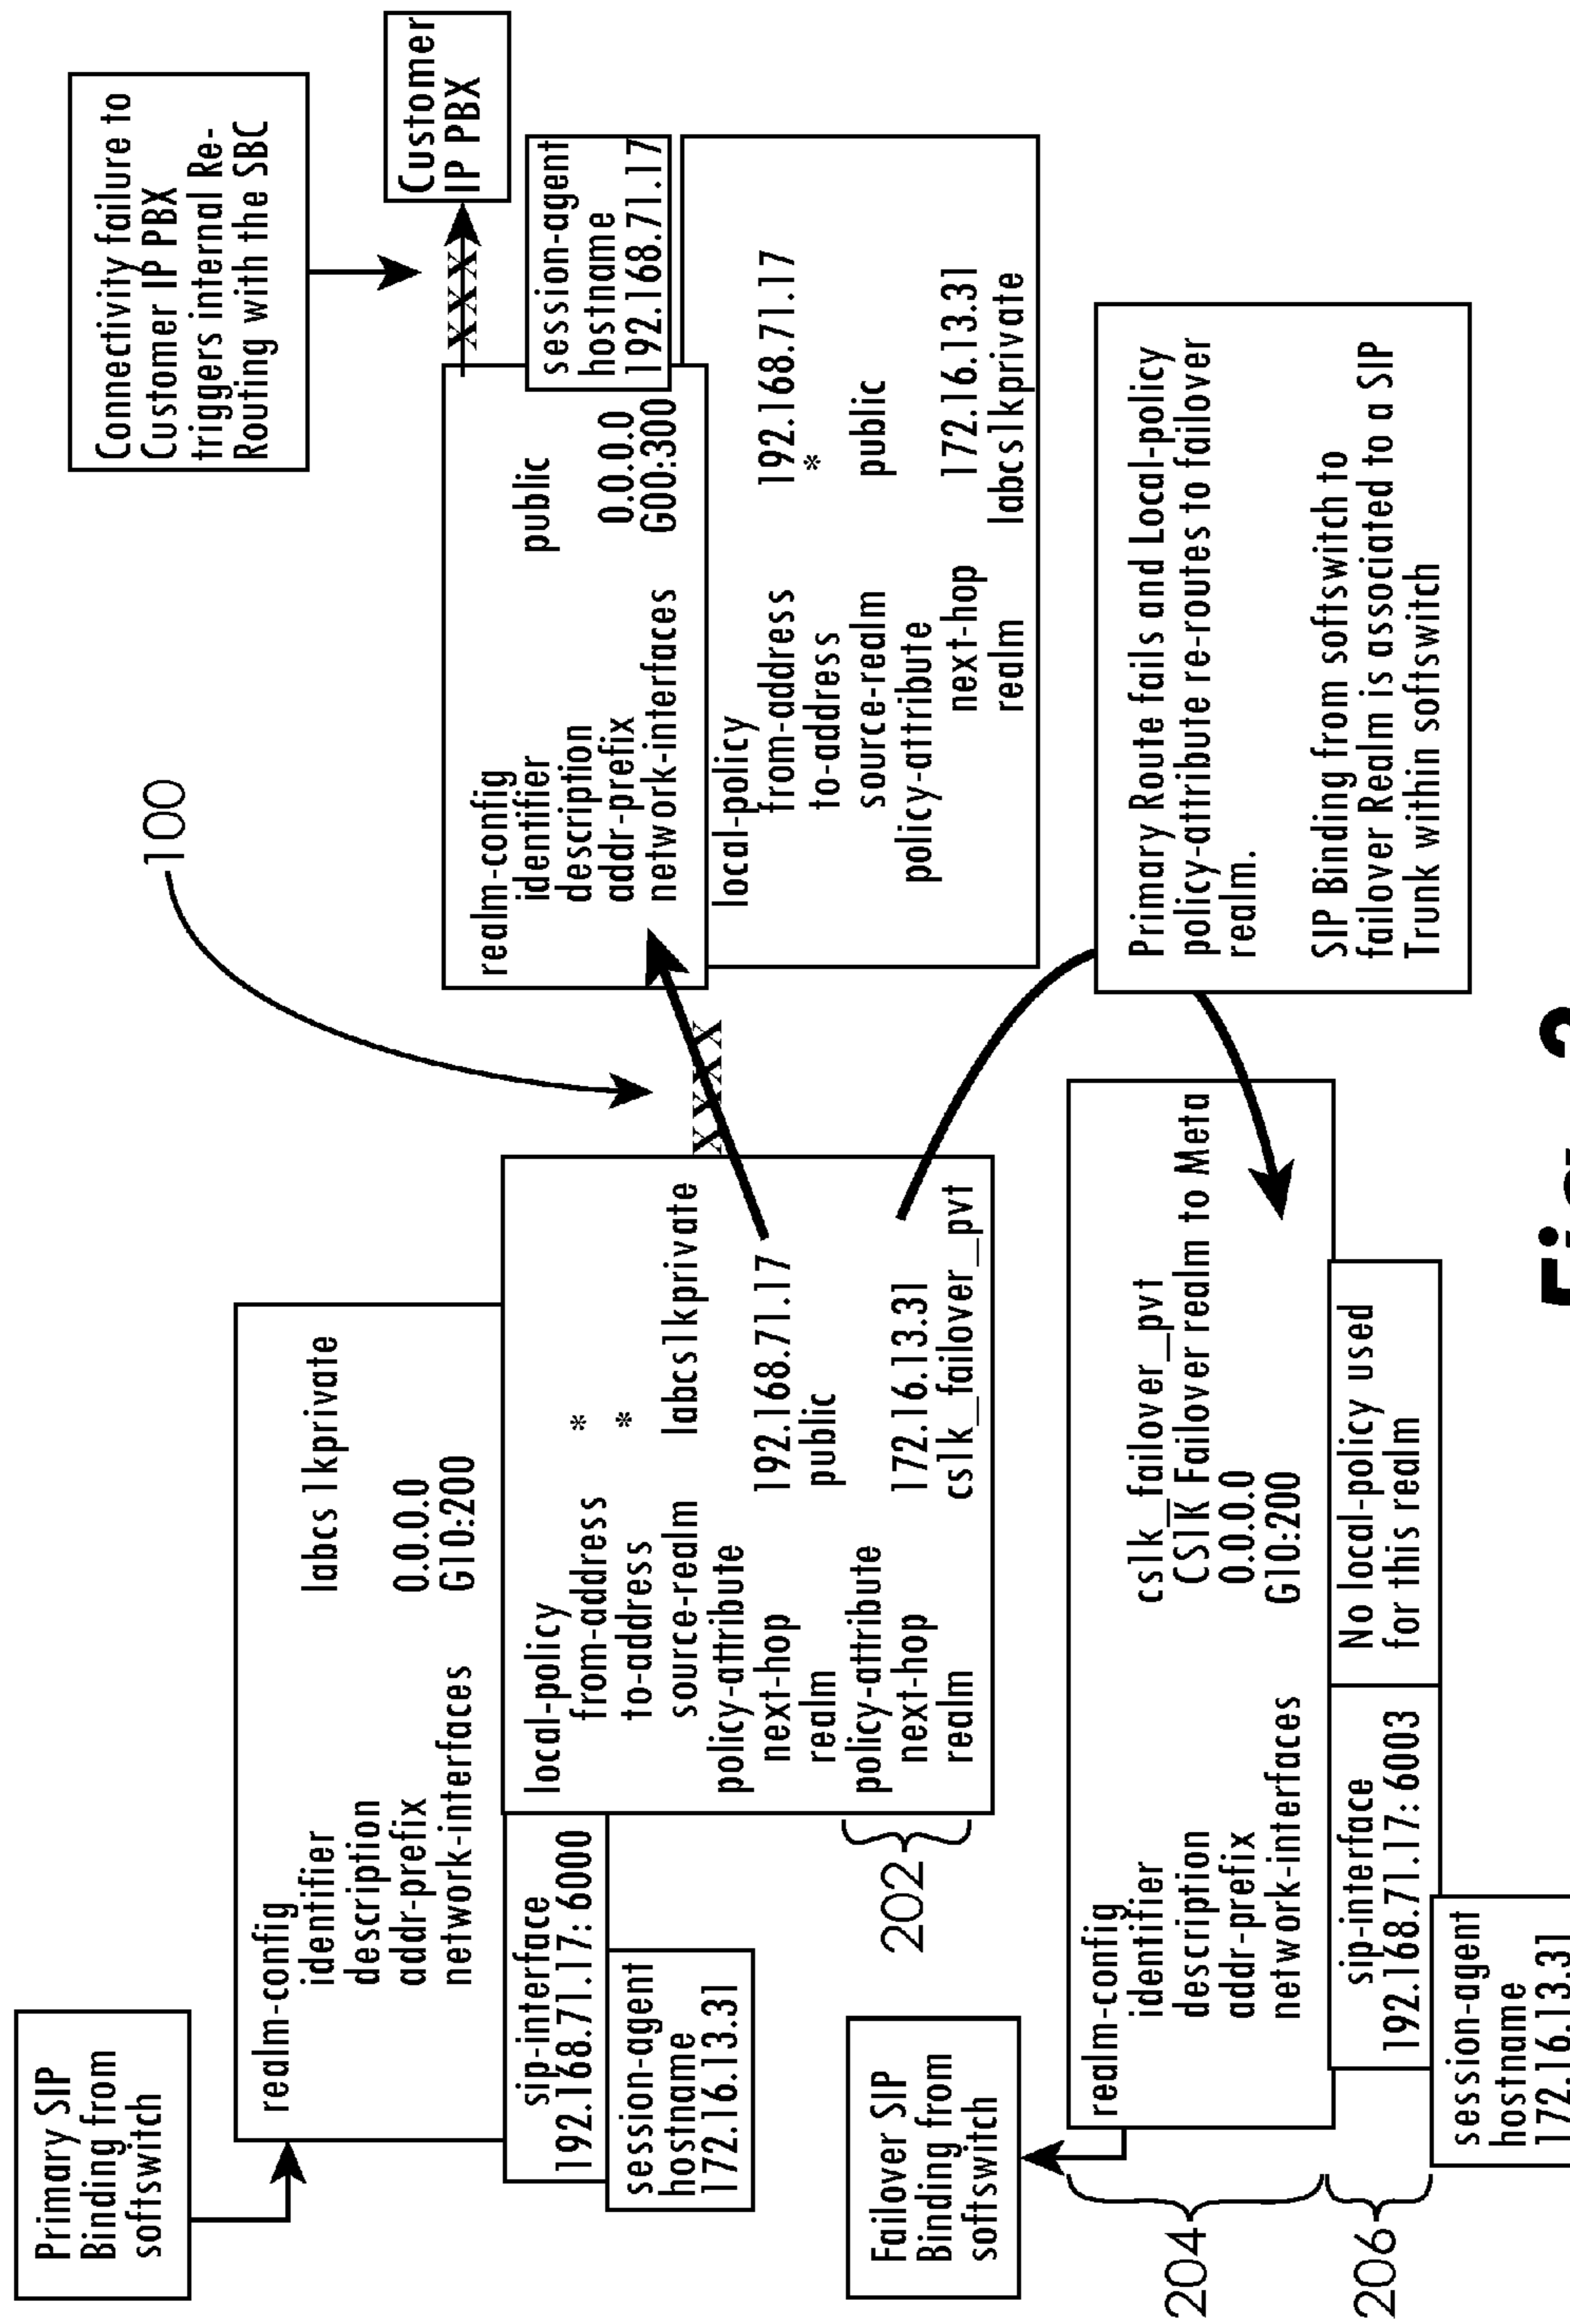 Primary SIP
Binding from
softswitch
realm-config
identifier labcs1kprivate
description
addr-prefix 0.0.0.0
network-interfaces G10:200
sip-interface
192.168.71.17: 6000
session-agent
hostname
172.16.13.31
local-policy
from-address *
to-address *
source-realm labcs1kprivate
policy-attribute
next-hop 192.168.71.17
realm public
policy-attribute
next-hop 172.16.13.31
realm cs1k_failover_pvt
202
100
XXXX
Connectivity failure to
Customer IP PBX
triggers internal Re-
Routing with the SBC
XXX
Customer
IP PBX
realm-config
identifier public
description
addr-prefix 0.0.0.0
network-interfaces G00:300
session-agent
hostname
192.168.71.17
local-policy
from-address 192.168.71.17
to-address *
source-realm public
policy-attribute
next-hop 172.16.13.31
realm labcs1kprivate
Failover SIP
Binding from
softswitch
realm-config
identifier cs1k_failover_pvt
description CS1K Failover realm to Meta
addr-prefix 0.0.0.0
network-interfaces G10:200
204
sip-interface
192.168.71.17: 6003
No local-policy used
for this realm
206
session-agent
hostname
172.16.13.31
Primary Route fails and Local-policy
policy-attribute re-routes to failover
realm.
SIP Binding from softswitch to
failover Realm is associated to a SIP
Trunk within softswitch